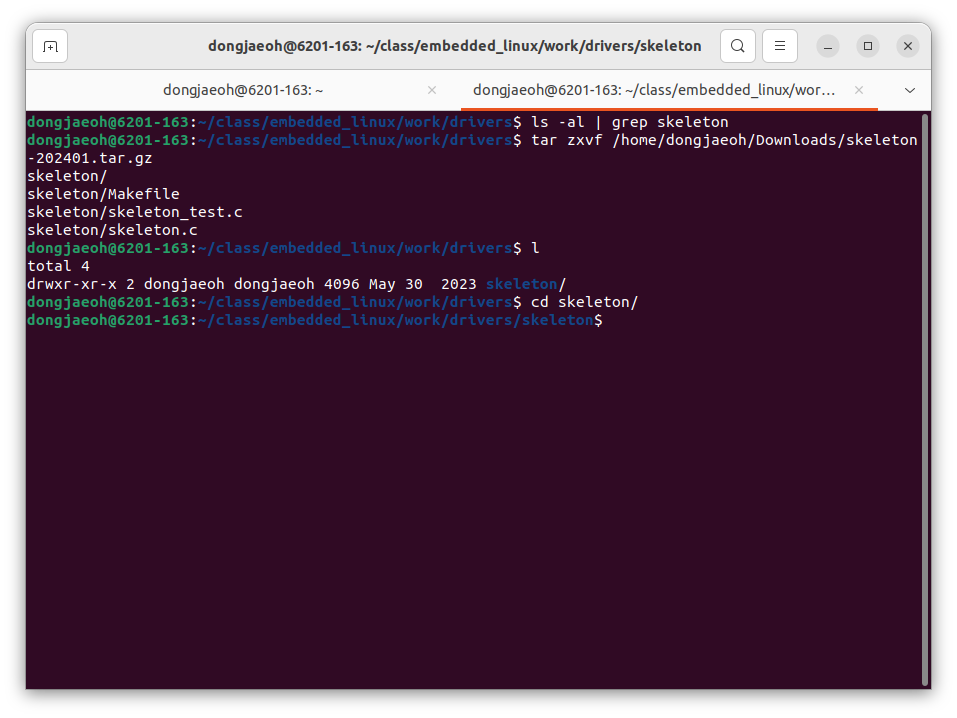 dongjaeoh@6201-163: ~/class/embedded_linux/work/drivers/skeleton
dongjaeoh@6201-163: ~
dongjaeoh@6201-163: ~/class/embedded_linux/wor…
dongjaeoh@6201-163:~/class/embedded_linux/work/drivers$ ls -al | grep skeleton
dongjaeoh@6201-163:~/class/embedded_linux/work/drivers$ tar zxvf /home/dongjaeoh/Downloads/skeleton
-202401.tar.gz
skeleton/
skeleton/Makefile
skeleton/skeleton_test.c
skeleton/skeleton.c
dongjaeoh@6201-163:~/class/embedded_linux/work/drivers$ l
total 4
drwxr-xr-x 2 dongjaeoh dongjaeoh 4096 May 30  2023 skeleton/
dongjaeoh@6201-163:~/class/embedded_linux/work/drivers$ cd skeleton/
dongjaeoh@6201-163:~/class/embedded_linux/work/drivers/skeleton$